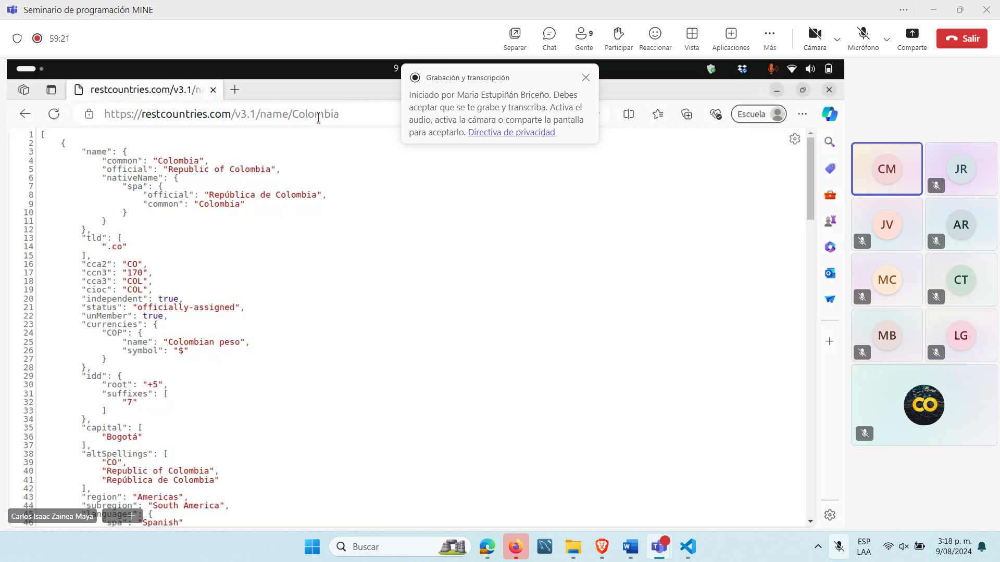 Seminario de programación MINE
59:21
Separar
Chat
9
Gente
Participar
Reaccionar
Vista
Aplicaciones
Más
Cámara
Micrófono
Comparte
Salir
9
restcountries.com/v3.1/n
https://restcountries.com/v3.1/name/Colombia
Escuela
Grabación y transcripción
Iniciado por Maria Estupiñán Briceño. Debes
aceptar que se te grabe y transcriba. Activa el
audio, activa la cámara o comparte la pantalla
para aceptarlo. Directiva de privacidad
1 [
2 {
3 "name": {
4 "common": "Colombia",
5 "official": "Republic of Colombia",
6 "nativeName": {
7 "spa": {
8 "official": "República de Colombia",
9 "common": "Colombia"
10 }
11 }
12 },
13 "tld": [
14 ".co"
15 ],
16 "cca2": "CO",
17 "ccn3": "170",
18 "cca3": "COL",
19 "cioc": "COL",
20 "independent": true,
21 "status": "officially-assigned",
22 "unMember": true,
23 "currencies": {
24 "COP": {
25 "name": "Colombian peso",
26 "symbol": "$"
27 }
28 },
29 "idd": {
30 "root": "+5",
31 "suffixes": [
32 "7"
33 ]
34 },
35 "capital": [
36 "Bogotá"
37 ],
38 "altSpellings": [
39 "CO",
40 "Republic of Colombia",
41 "República de Colombia"
42 ],
43 "region": "Americas",
44 "subregion": "South America",
45 "languages": {
46 "spa": "Spanish"
Carlos Isaac Zainea Maya
CM
JR
JV
AR
MC
CT
MB
LG
CO
Buscar
ESP
LAA
3:18 p. m.
9/08/2024